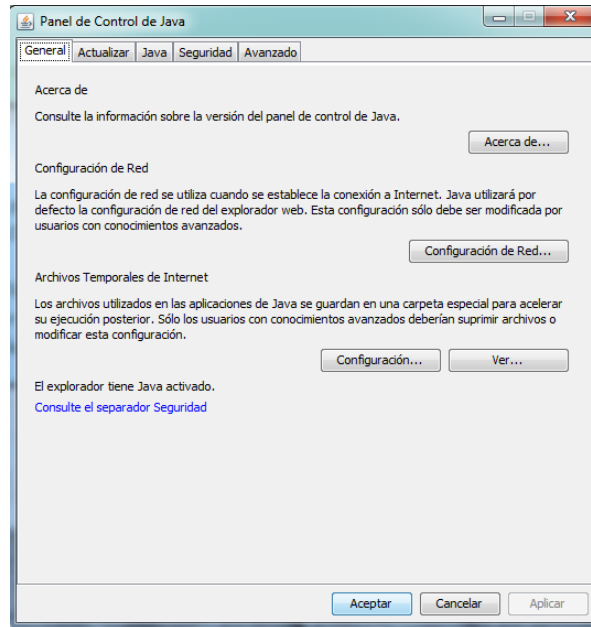 Panel de Control de Java
General Actualizar Java Seguridad Avanzado
Acerca de
Consulte la información sobre la versión del panel de control de Java.
Acerca de...
Configuración de Red
La configuración de red se utiliza cuando se establece la conexión a Internet. Java utilizará por
defecto la configuración de red del explorador web. Esta configuración sólo debe ser modificada por
usuarios con conocimientos avanzados.
Configuración de Red...
Archivos Temporales de Internet
Los archivos utilizados en las aplicaciones de Java se guardan en una carpeta especial para acelerar
su ejecución posterior. Sólo los usuarios con conocimientos avanzados deberían suprimir archivos o
modificar esta configuración.
Configuración... Ver...
El explorador tiene Java activado.
Consulte el separador Seguridad
Aceptar Cancelar Aplicar